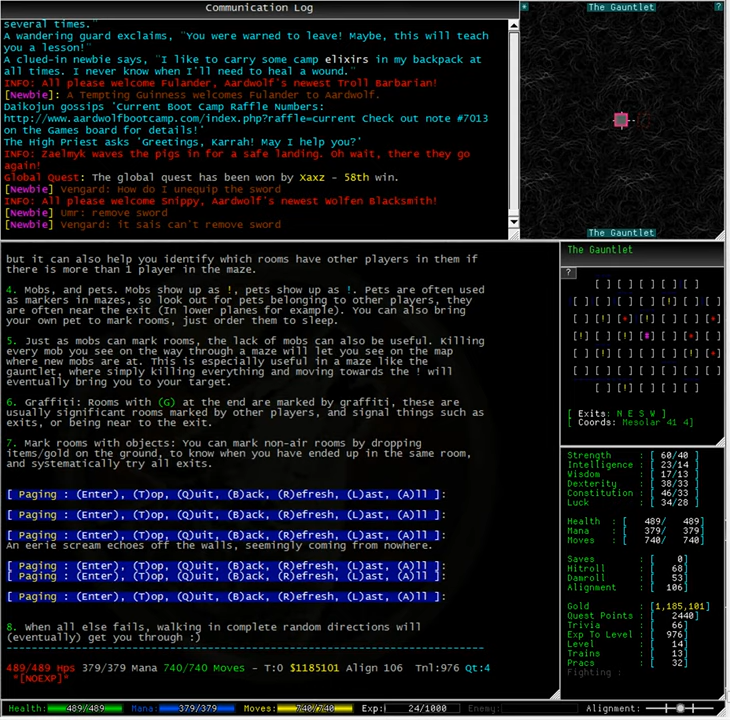 Communication Log
several times."
A wandering guard exclaims, "You were warned to leave! Maybe, this will teach
you a lesson!"
A clued-in newbie says, "I like to carry some camp elixirs in my backpack at
all times. I never know when I'll need to heal a wound."
INFO: All please welcome Fulander, Aardwolf's newest Troll Barbarian!
[Newbie]: A Tempting Guinness welcomes Fulander to Aardwolf.
Daikojun gossips 'Current Boot Camp Raffle Numbers:
http://www.aardwolfbootcamp.com/index.php?raffle=current Check out note #7013
on the Games board for details!'
The High Priest asks 'Greetings, Karrah! May I help you?'
INFO: Zaelmyk waves the pigs in for a safe landing. Oh wait, there they go
again!
Global Quest: The global quest has been won by Xaxz - 58th win.
[Newbie] Vengard: How do I unequip the sword
INFO: All please welcome Snippy, Aardwolf's newest Wolfen Blacksmith!
[Newbie] Umr: remove sword
[Newbie] Vengard: it sais can't remove sword
* The Gauntlet ?
The Gauntlet
but it can also help you identify which rooms have other players in them if
there is more than 1 player in the maze.
4. Mobs, and pets. Mobs show up as !, pets show up as !. Pets are often used
as markers in mazes, so look out for pets belonging to other players, they
are often near the exit (In lower planes for example). You can also bring
your own pet to mark rooms, just order them to sleep.
5. Just as mobs can mark rooms, the lack of mobs can also be useful. Killing
every mob you see on the way through a maze will let you see on the map
where new mobs are at. This is especially useful in a maze like the
gauntlet, where simply killing everything and moving towards the ! will
eventually bring you to your target.
6. Graffiti: Rooms with (G) at the end are marked by graffiti, these are
usually significant rooms marked by other players, and signal things such as
exits, or being near to the exit.
7. Mark rooms with objects: You can mark non-air rooms by dropping
items/gold on the ground, to know when you have ended up in the same room,
and systematically try all exits.
[ Paging : (Enter), (T)op, (Q)uit, (B)ack, (R)efresh, (L)ast, (A)ll ]:
[ Paging : (Enter), (T)op, (Q)uit, (B)ack, (R)efresh, (L)ast, (A)ll ]:
[ Paging : (Enter), (T)op, (Q)uit, (B)ack, (R)efresh, (L)ast, (A)ll ]:
An eerie scream echoes off the walls, seemingly coming from nowhere.
[ Paging : (Enter), (T)op, (Q)uit, (B)ack, (R)efresh, (L)ast, (A)ll ]:
[ Paging : (Enter), (T)op, (Q)uit, (B)ack, (R)efresh, (L)ast, (A)ll ]:
[ Paging : (Enter), (T)op, (Q)uit, (B)ack, (R)efresh, (L)ast, (A)ll ]:
8. When all else fails, walking in complete random directions will
(eventually) get you through :)
489/489 Hps 379/379 Mana 740/740 Moves - T:0 $1185101 Align 106 Tnl:976 Qt:4
"[NOEXP]"
The Gauntlet
?
[ Exits: N E S W ]
[ Coords: Mesolar 41 4]
Strength : [ 60/40 ]
Intelligence : [ 23/14 ]
Wisdom : [ 17/13 ]
Dexterity : [ 38/33 ]
Constitution : [ 46/33 ]
Luck : [ 34/28 ]
Health : [ 489/ 489 ]
Mana : [ 379/ 379 ]
Moves : [ 740/ 740 ]
Saves : [ 0]
Hitroll : [ 68]
Damroll : [ 53]
Alignment : [ 106]
Gold : [1,185,101]
Quest Points : [ 2440]
Trivia : [ 66]
Exp To Level : [ 976]
Level : [ 14]
Trains : [ 13]
Pracs : [ 32]
Fighting :
Health: 489/489 Mana: 379/379 Moves: 740/740 Exp: 24/1000 Enemy: Alignment: